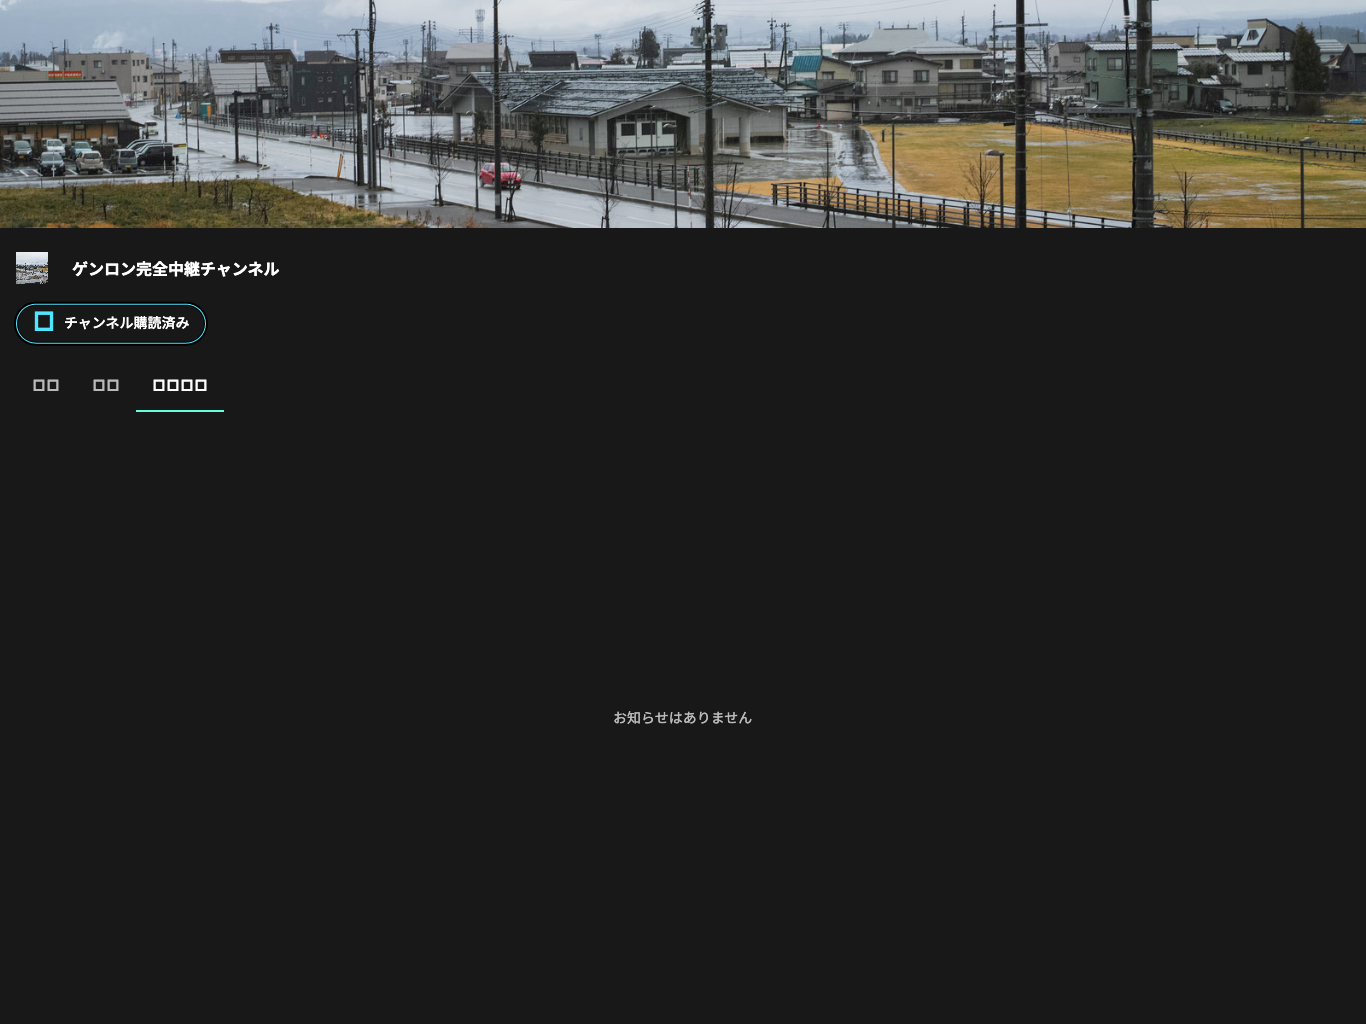 ゲンロン完全中継チャンネル
チャンネル購読済み
お知らせはありません